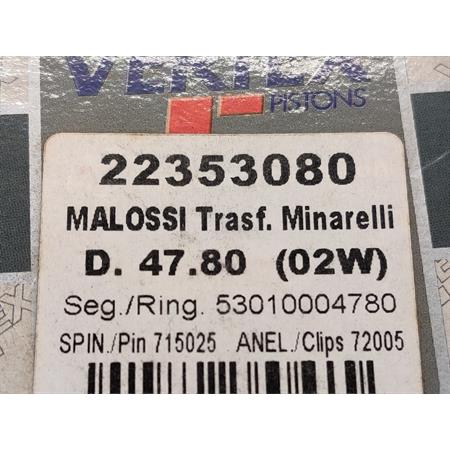 VERTEX
PISTONS
22353080
MALOSSI Trasf. Minarelli
D. 47.80 (02W)
Seg./Ring. 53010004780
SPIN./Pin 715025 ANEL./Clips 72005